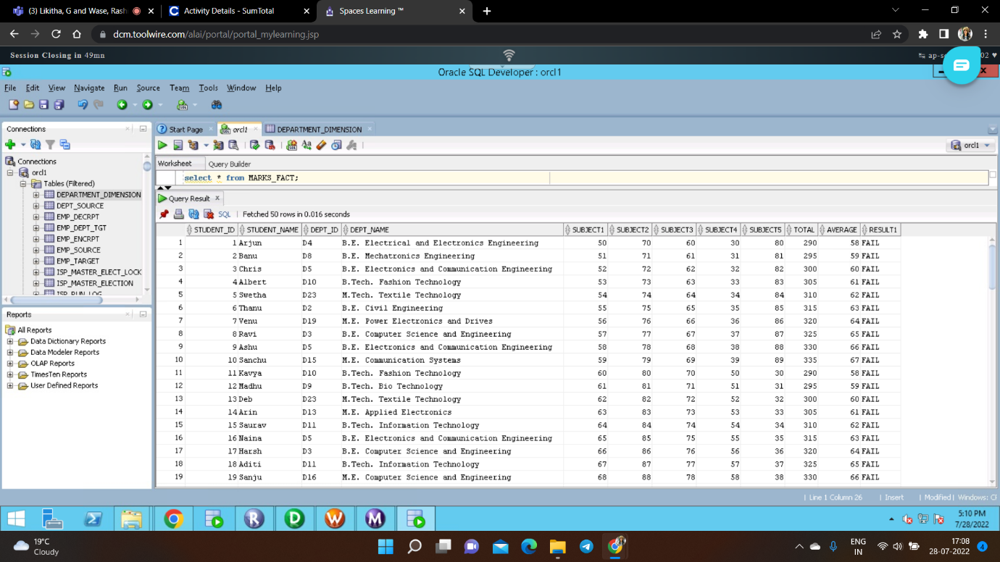 (3) Likitha, G and Wase, Rash
Activity Details - SumTotal
Spaces Learning ™
dcm.toolwire.com/alai/portal/portal_mylearning.jsp
Session Closing in 49mn
02
Oracle SQL Developer : orcl1
File Edit View Navigate Run Source Team Tools Window Help
Connections
Start Page orcl1 DEPARTMENT_DIMENSION
orcl1
Worksheet Query Builder
select * from MARKS_FACT;
Connections
orcl1
Tables (Filtered)
DEPARTMENT_DIMENSION
DEPT_SOURCE
EMP_DECRPT
EMP_DEPT_TGT
EMP_ENCRPT
EMP_SOURCE
EMP_TARGET
ISP_MASTER_ELECT_LOCK
ISP_MASTER_ELECTION
ISP_RUN_LOG
Reports
All Reports
Data Dictionary Reports
Data Modeler Reports
OLAP Reports
TimesTen Reports
User Defined Reports
Query Result
SQL | Fetched 50 rows in 0.016 seconds
STUDENT_ID STUDENT_NAME DEPT_ID DEPT_NAME SUBJECT1 SUBJECT2 SUBJECT3 SUBJECT4 SUBJECT5 TOTAL AVERAGE RESULT1
1 1 Arjun D4 B.E. Electrical and Electronics Engineering 50 70 60 30 80 290 58 FAIL
2 2 Banu D8 B.E. Mechatronics Engineering 51 71 61 31 81 295 59 FAIL
3 3 Chris D5 B.E. Electronics and Communication Engineering 52 72 62 32 82 300 60 FAIL
4 4 Albert D10 B.Tech. Fashion Technology 53 73 63 33 83 305 61 FAIL
5 5 Swetha D23 M.Tech. Textile Technology 54 74 64 34 84 310 62 FAIL
6 6 Thanu D2 B.E. Civil Engineering 55 75 65 35 85 315 63 FAIL
7 7 Venu D19 M.E. Power Electronics and Drives 56 76 66 36 86 320 64 FAIL
8 8 Ravi D3 B.E. Computer Science and Engineering 57 77 67 37 87 325 65 FAIL
9 9 Ashu D5 B.E. Electronics and Communication Engineering 58 78 68 38 88 330 66 FAIL
10 10 Sanchu D15 M.E. Communication Systems 59 79 69 39 89 335 67 FAIL
11 11 Kavya D10 B.Tech. Fashion Technology 60 80 70 50 30 290 58 FAIL
12 12 Madhu D9 B.Tech. Bio Technology 61 81 71 51 31 295 59 FAIL
13 13 Deb D23 M.Tech. Textile Technology 62 82 72 52 32 300 60 FAIL
14 14 Arin D13 M.E. Applied Electronics 63 83 73 53 33 305 61 FAIL
15 15 Saurav D11 B.Tech. Information Technology 64 84 74 54 34 310 62 FAIL
16 16 Naina D5 B.E. Electronics and Communication Engineering 65 85 75 55 35 315 63 FAIL
17 17 Harsh D3 B.E. Computer Science and Engineering 66 86 76 56 36 320 64 FAIL
18 18 Aditi D11 B.Tech. Information Technology 67 87 77 57 37 325 65 FAIL
19 19 Sanju D16 M.E. Computer Science and Engineering 68 88 78 58 38 330 66 FAIL
| Line 1 Column 26 | Insert | Modified | Windows: CF
5:10 PM
7/28/2022
19°C
Cloudy
ENG
IN
17:08
28-07-2022
4